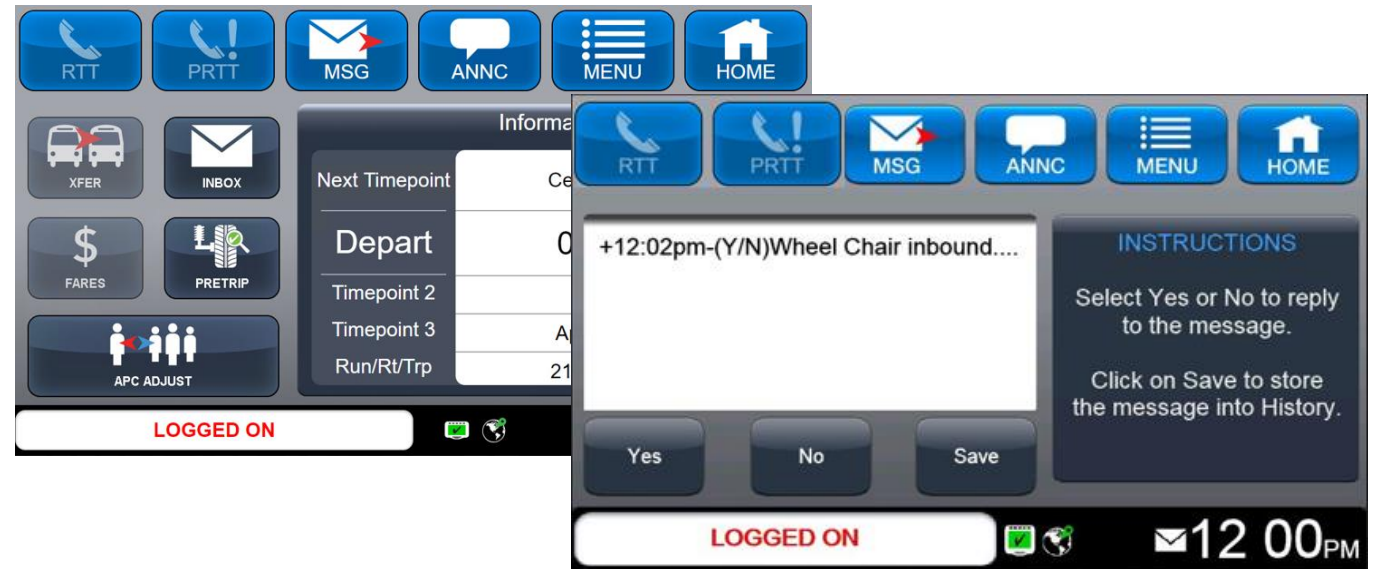 RTT
PRTT
MSG
ANNC
MENU
HOME
XFER
INBOX
FARES
PRETRIP
APC ADJUST
Informa
Next Timepoint Ce
Depart 0
Timepoint 2
Timepoint 3
Run/Rt/Trp 21
LOGGED ON
RTT
PRTT
MSG
ANNC
MENU
HOME
+12:02pm-(Y/N)Wheel Chair inbound....
Yes
No
Save
INSTRUCTIONS
Select Yes or No to reply
to the message.
Click on Save to store
the message into History.
LOGGED ON
12 00PM